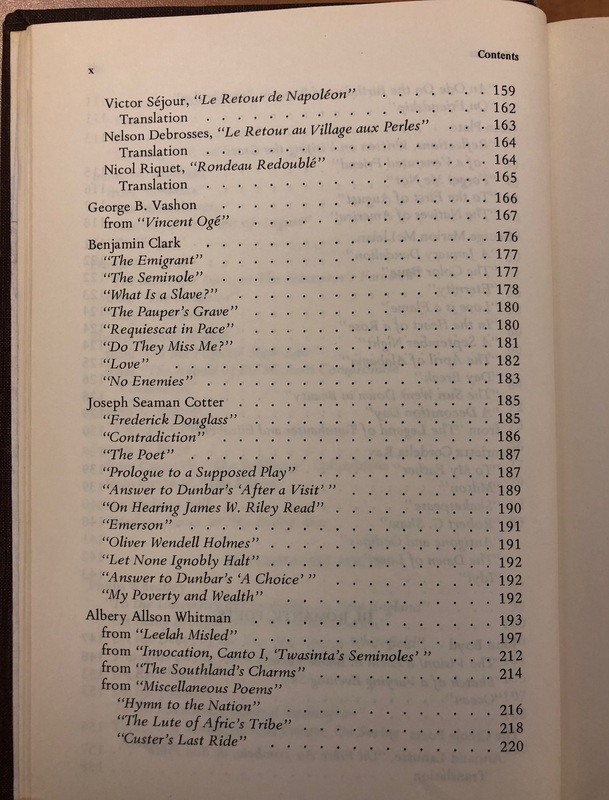 Contents
x
Victor Séjour, “Le Retour de Napoléon” . . . . . . . . 159
Translation . . . . . . . . . . . . . . . . . 162
Nelson Debrosses, “Le Retour au Village aux Perles” . . . 163
Translation . . . . . . . . . . . . . . . . . 164
Nicol Riquet, “Rondeau Redoublé” . . . . . . . . . . 164
Translation . . . . . . . . . . . . . . . . . 165
George B. Vashon . . . . . . . . . . . . . . . . 166
from “Vincent Ogé” . . . . . . . . . . . . . . . 167
Benjamin Clark . . . . . . . . . . . . . . . . . 176
“The Emigrant” . . . . . . . . . . . . . . . . 177
“The Seminole” . . . . . . . . . . . . . . . . 177
“What Is a Slave?” . . . . . . . . . . . . . . . 178
“The Pauper's Grave” . . . . . . . . . . . . . . 180
“Requiescat in Pace” . . . . . . . . . . . . . . 180
“Do They Miss Me?” . . . . . . . . . . . . . . . 181
“Love” . . . . . . . . . . . . . . . . . . . 182
“No Enemies” . . . . . . . . . . . . . . . . . 183
Joseph Seaman Cotter . . . . . . . . . . . . . . . 185
“Frederick Douglass” . . . . . . . . . . . . . . 185
“Contradiction” . . . . . . . . . . . . . . . . 186
“The Poet” . . . . . . . . . . . . . . . . . . 187
“Prologue to a Supposed Play” . . . . . . . . . . . 187
“Answer to Dunbar's ‘After a Visit’ ” . . . . . . . . . 189
“On Hearing James W. Riley Read” . . . . . . . . . . 190
“Emerson” . . . . . . . . . . . . . . . . . . 191
“Oliver Wendell Holmes” . . . . . . . . . . . . . 191
“Let None Ignobly Halt” . . . . . . . . . . . . . 192
“Answer to Dunbar's ‘A Choice’ ” . . . . . . . . . . 192
“My Poverty and Wealth” . . . . . . . . . . . . . 192
Albery Allson Whitman . . . . . . . . . . . . . . 193
from “Leelah Misled” . . . . . . . . . . . . . . 197
from “Invocation, Canto I, ‘Twasinta's Seminoles’ ” . . . . 212
from “The Southland's Charms” . . . . . . . . . . . 214
from “Miscellaneous Poems”
“Hymn to the Nation” . . . . . . . . . . . . . 216
“The Lute of Afric's Tribe” . . . . . . . . . . . . 218
“Custer's Last Ride” . . . . . . . . . . . . . . 220